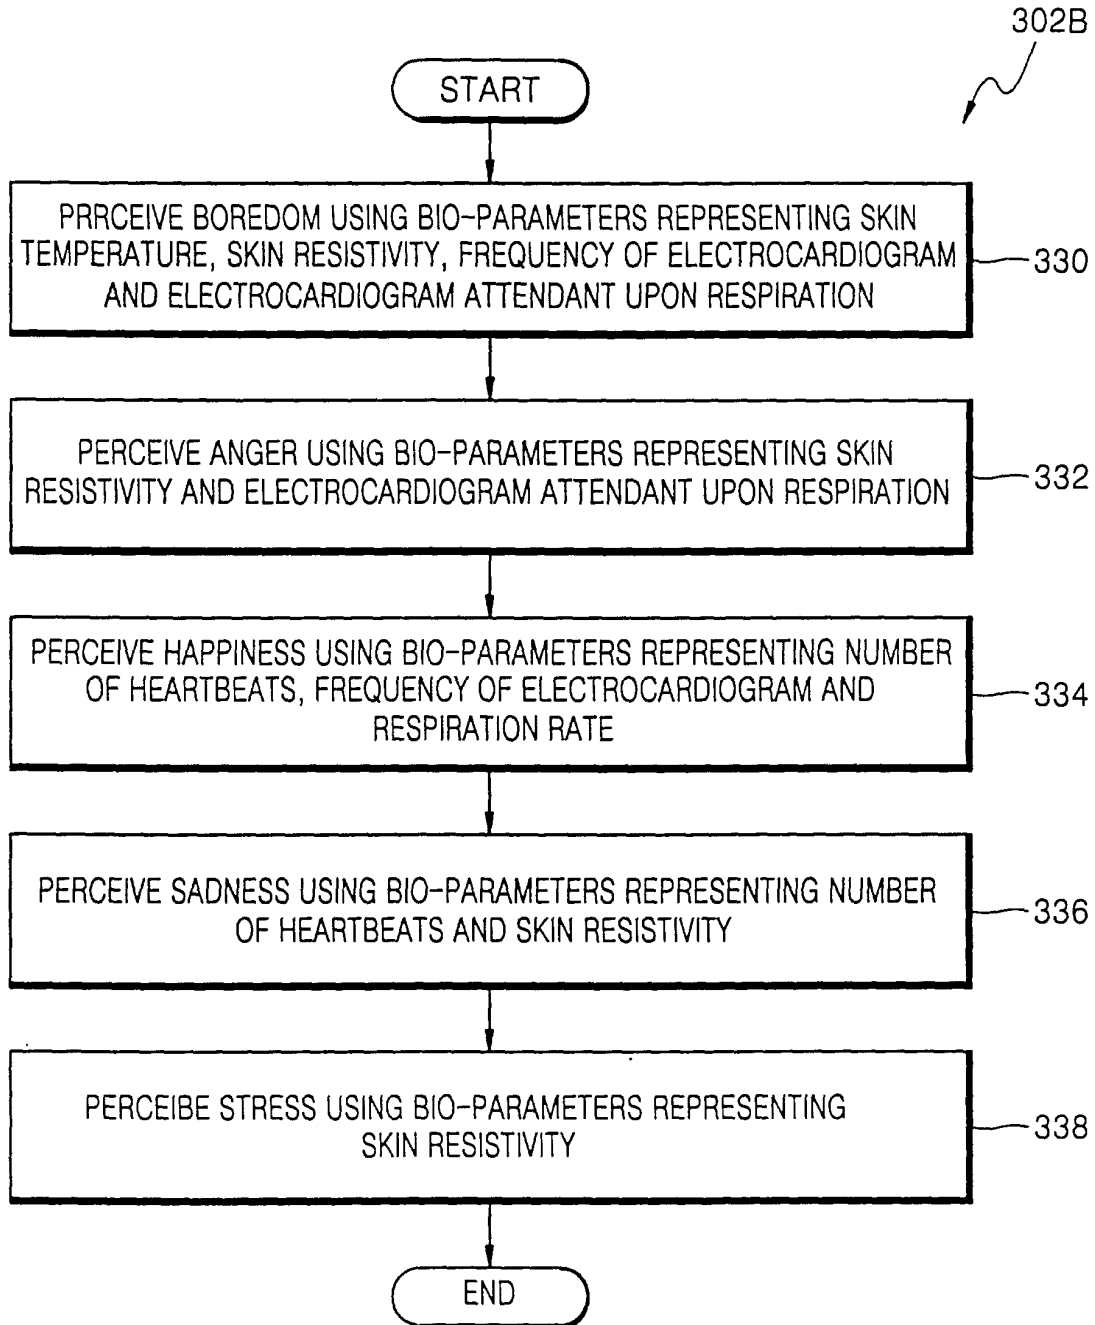 302B
START
PRRCEIVE BOREDOM USING BIO-PARAMETERS REPRESENTING SKIN
TEMPERATURE, SKIN RESISTIVITY, FREQUENCY OF ELECTROCARDIOGRAM
AND ELECTROCARDIOGRAM ATTENDANT UPON RESPIRATION
330
PERCEIVE ANGER USING BIO-PARAMETERS REPRESENTING SKIN
RESISTIVITY AND ELECTROCARDIOGRAM ATTENDANT UPON RESPIRATION
332
PERCEIVE HAPPINESS USING BIO-PARAMETERS REPRESENTING NUMBER
OF HEARTBEATS, FREQUENCY OF ELECTROCARDIOGRAM AND
RESPIRATION RATE
334
PERCEIVE SADNESS USING BIO-PARAMETERS REPRESENTING NUMBER
OF HEARTBEATS AND SKIN RESISTIVITY
336
PERCEIBE STRESS USING BIO-PARAMETERS REPRESENTING
SKIN RESISTIVITY
338
END